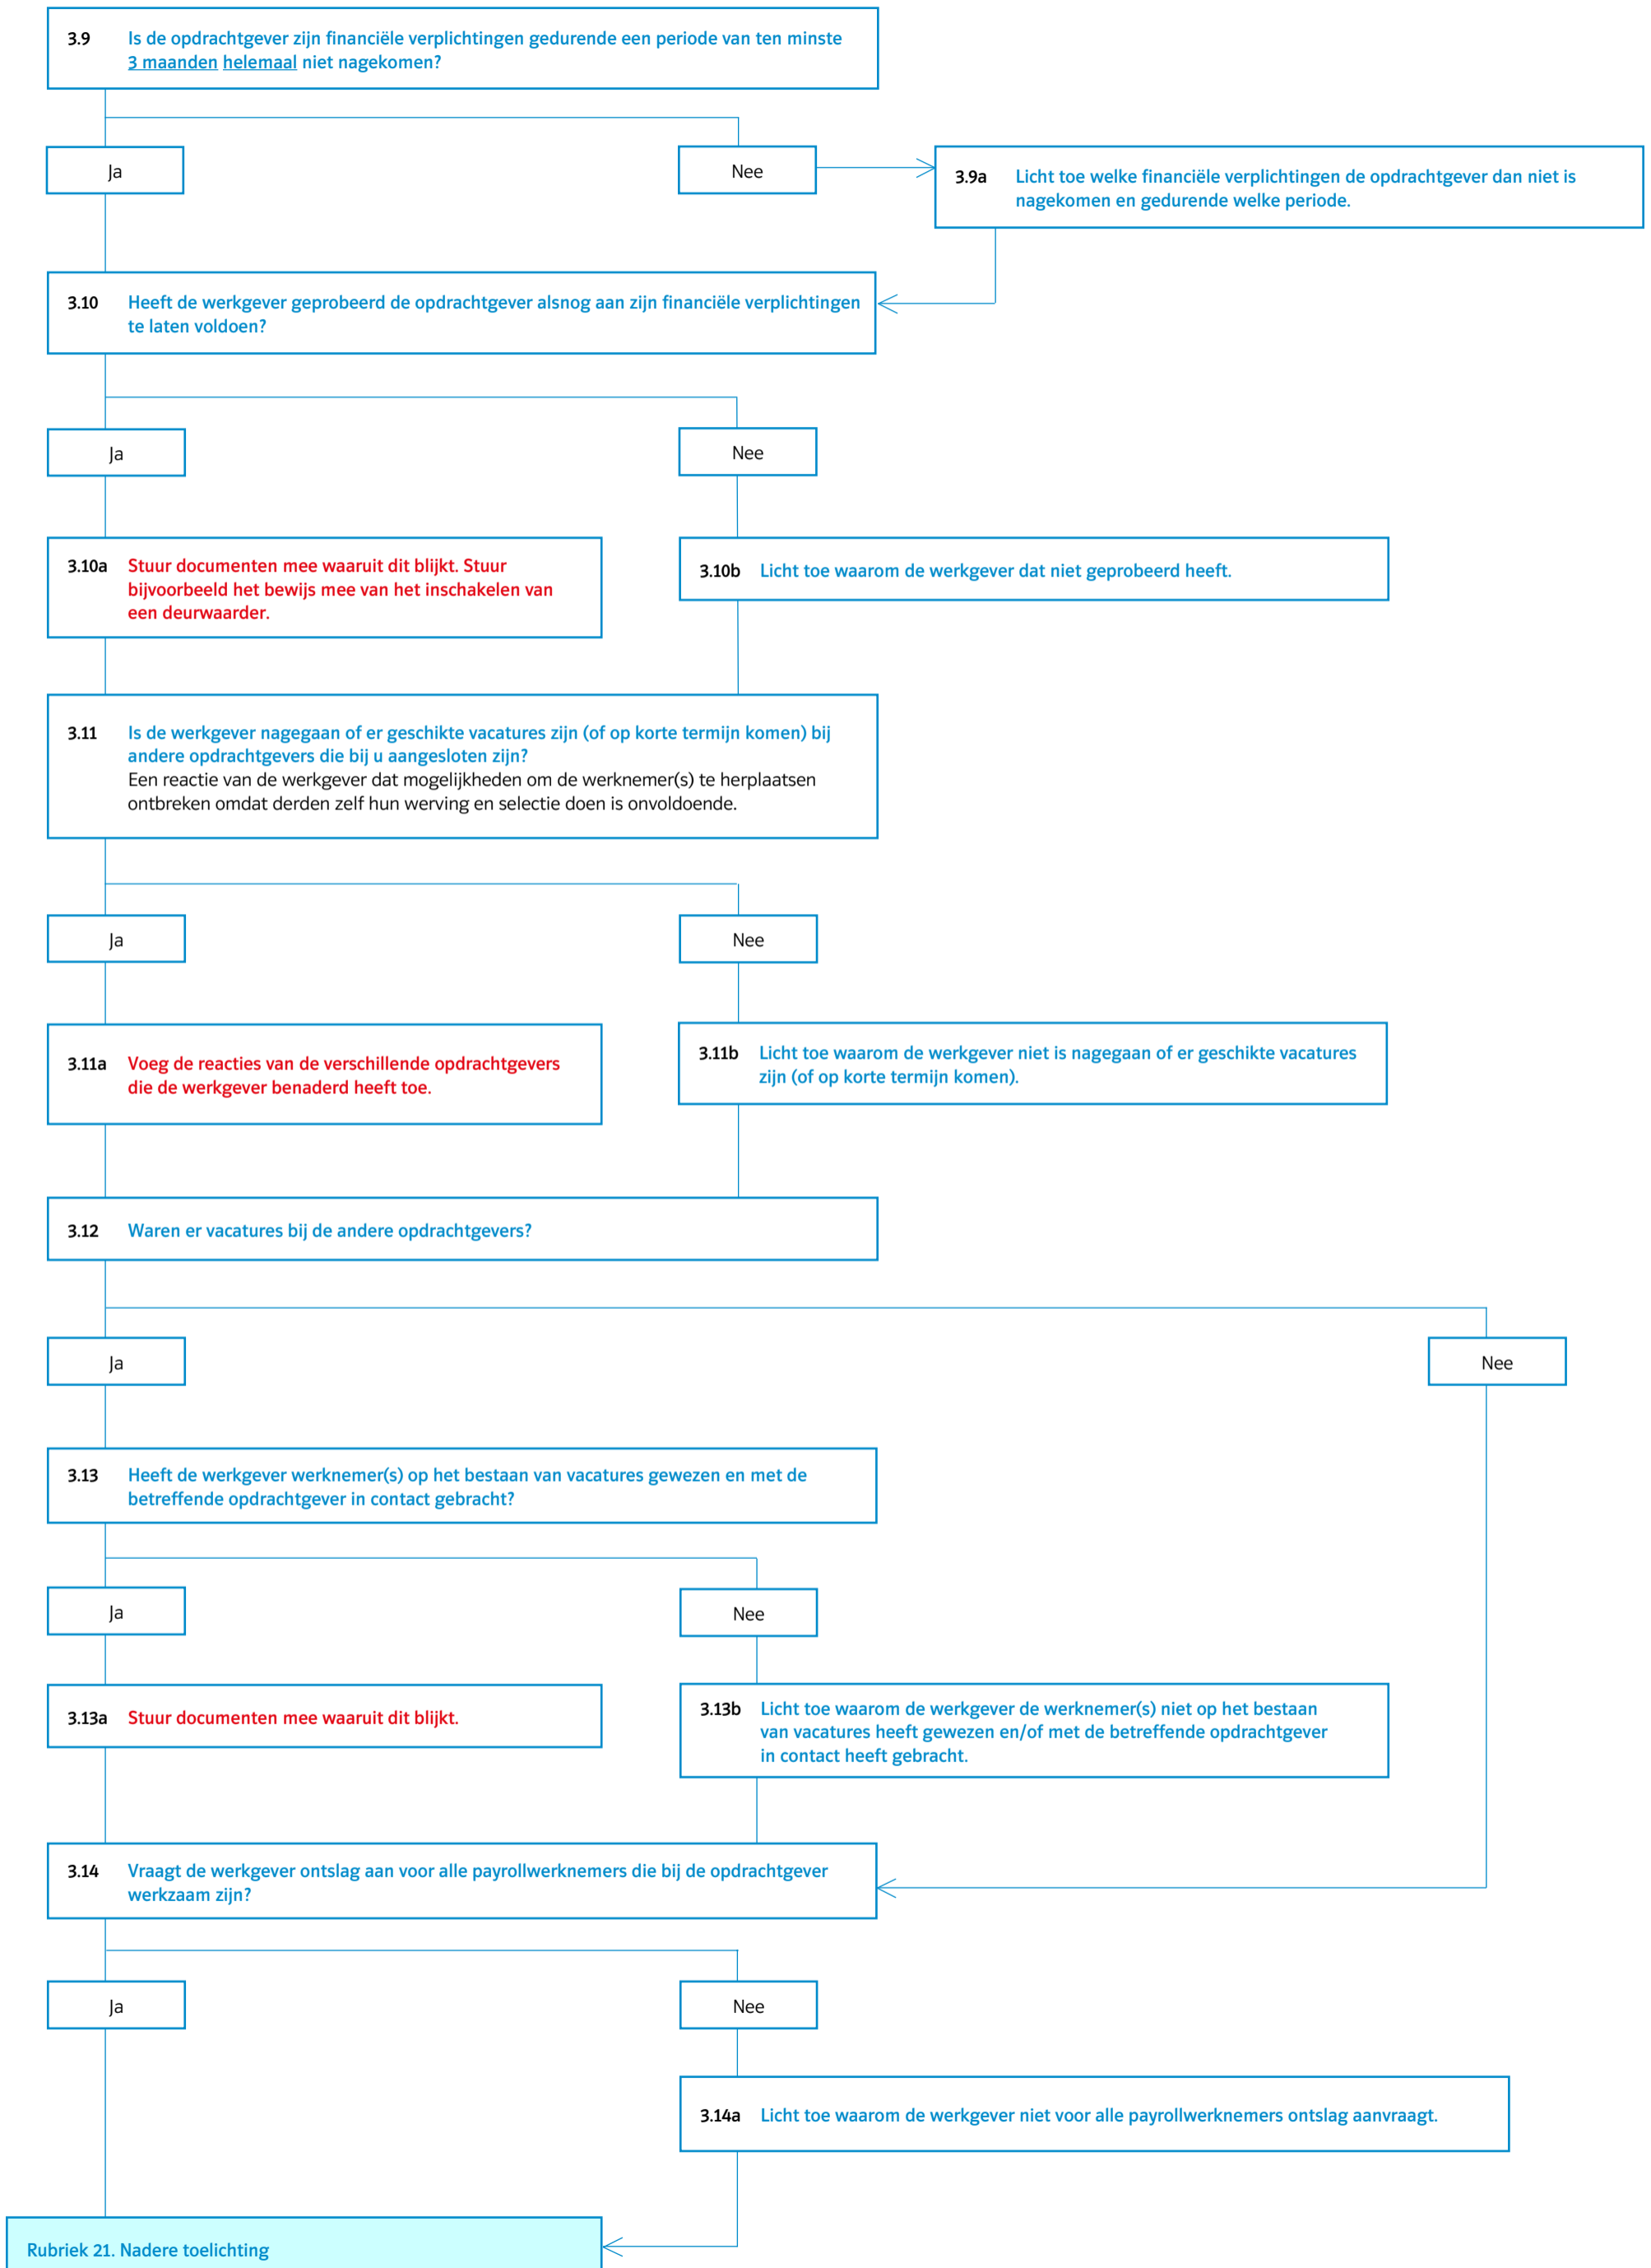 3.9 Is de opdrachtgever zijn financiële verplichtingen gedurende een periode van ten minste
3 maanden helemaal niet nagekomen?
Ja
Nee
3.9a Licht toe welke financiële verplichtingen de opdrachtgever dan niet is
nagekomen en gedurende welke periode.
3.10 Heeft de werkgever geprobeerd de opdrachtgever alsnog aan zijn financiële verplichtingen
te laten voldoen?
Ja
Nee
3.10a Stuur documenten mee waaruit dit blijkt. Stuur
bijvoorbeeld het bewijs mee van het inschakelen van
een deurwaarder.
3.10b Licht toe waarom de werkgever dat niet geprobeerd heeft.
3.11 Is de werkgever nagegaan of er geschikte vacatures zijn (of op korte termijn komen) bij
andere opdrachtgevers die bij u aangesloten zijn?
Een reactie van de werkgever dat mogelijkheden om de werknemer(s) te herplaatsen
ontbreken omdat derden zelf hun werving en selectie doen is onvoldoende.
Ja
Nee
3.11a Voeg de reacties van de verschillende opdrachtgevers
die de werkgever benaderd heeft toe.
3.11b Licht toe waarom de werkgever niet is nagegaan of er geschikte vacatures
zijn (of op korte termijn komen).
3.12 Waren er vacatures bij de andere opdrachtgevers?
Ja
Nee
3.13 Heeft de werkgever werknemer(s) op het bestaan van vacatures gewezen en met de
betreffende opdrachtgever in contact gebracht?
Ja
Nee
3.13a Stuur documenten mee waaruit dit blijkt.
3.13b Licht toe waarom de werkgever de werknemer(s) niet op het bestaan
van vacatures heeft gewezen en/of met de betreffende opdrachtgever
in contact heeft gebracht.
3.14 Vraagt de werkgever ontslag aan voor alle payrollwerknemers die bij de opdrachtgever
werkzaam zijn?
Ja
Nee
3.14a Licht toe waarom de werkgever niet voor alle payrollwerknemers ontslag aanvraagt.
Rubriek 21. Nadere toelichting